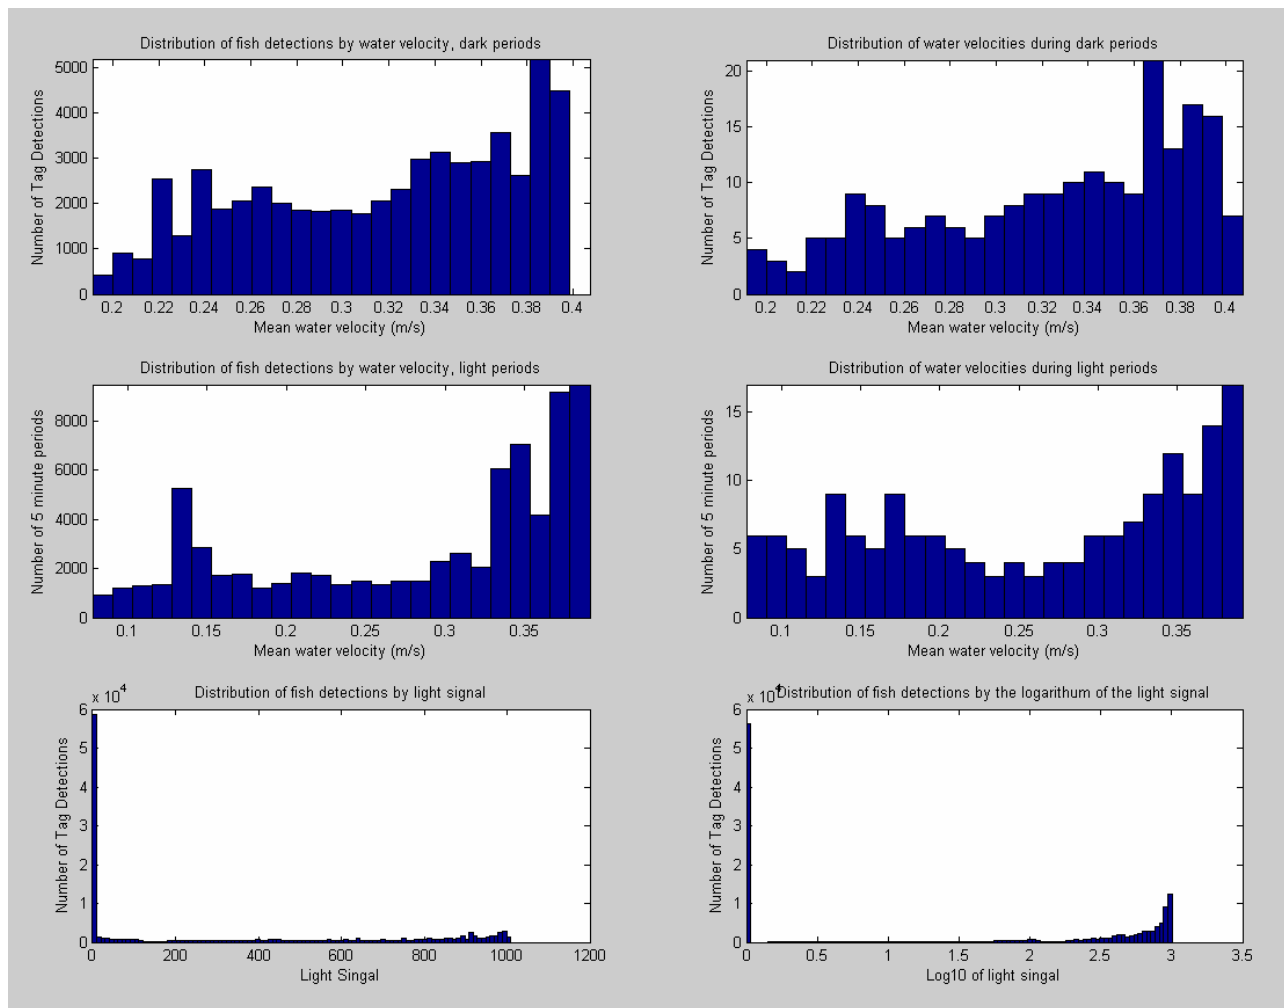 Distribution of fish detections by water velocity, dark periods
Number of Tag Detections
5000
4000
3000
2000
1000
0
0.2 0.22 0.24 0.26 0.28 0.3 0.32 0.34 0.36 0.38 0.4
Mean water velocity (m/s)
Distribution of water velocities during dark periods
Number of Tag Detections
20
15
10
5
0
0.2 0.22 0.24 0.26 0.28 0.3 0.32 0.34 0.36 0.38 0.4
Mean water velocity (m/s)
Distribution of fish detections by water velocity, light periods
Number of 5 minute periods
8000
6000
4000
2000
0
0.1 0.15 0.2 0.25 0.3 0.35
Mean water velocity (m/s)
Distribution of water velocities during light periods
Number of 5 minute periods
15
10
5
0
0.1 0.15 0.2 0.25 0.3 0.35
Mean water velocity (m/s)
x 10^4
Distribution of fish detections by light signal
Number of Tag Detections
6
5
4
3
2
1
0
0 200 400 600 800 1000 1200
Light Singal
x 10^4
Distribution of fish detections by the logarithum of the light signal
Number of Tag Detections
6
5
4
3
2
1
0
0 0.5 1 1.5 2 2.5 3 3.5
Log10 of light singal